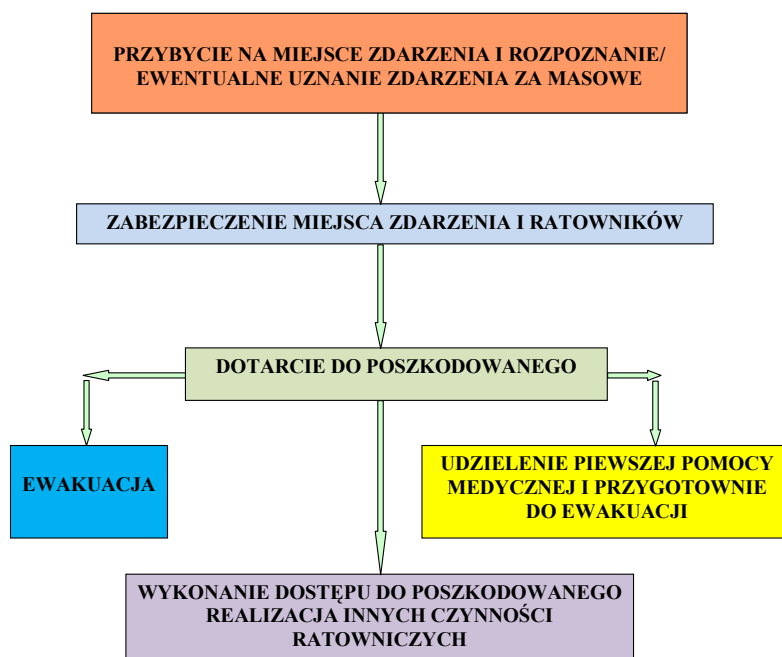 PRZYBYCIE NA MIEJSCE ZDARZENIA I ROZPOZNANIE/
EWENTUALNE UZNANIE ZDARZENIA ZA MASOWE
ZABEZPIECZENIE MIEJSCA ZDARZENIA I RATOWNIKÓW
DOTARCIE DO POSZKODOWANEGO
EWAKUACJA
UDZIELENIE PIEWSZEJ POMOCY
MEDYCZNEJ I PRZYGOTOWNIE
DO EWAKUACJI
WYKONANIE DOSTĘPU DO POSZKODOWANEGO
REALIZACJA INNYCH CZYNNOŚCI
RATOWNICZYCH